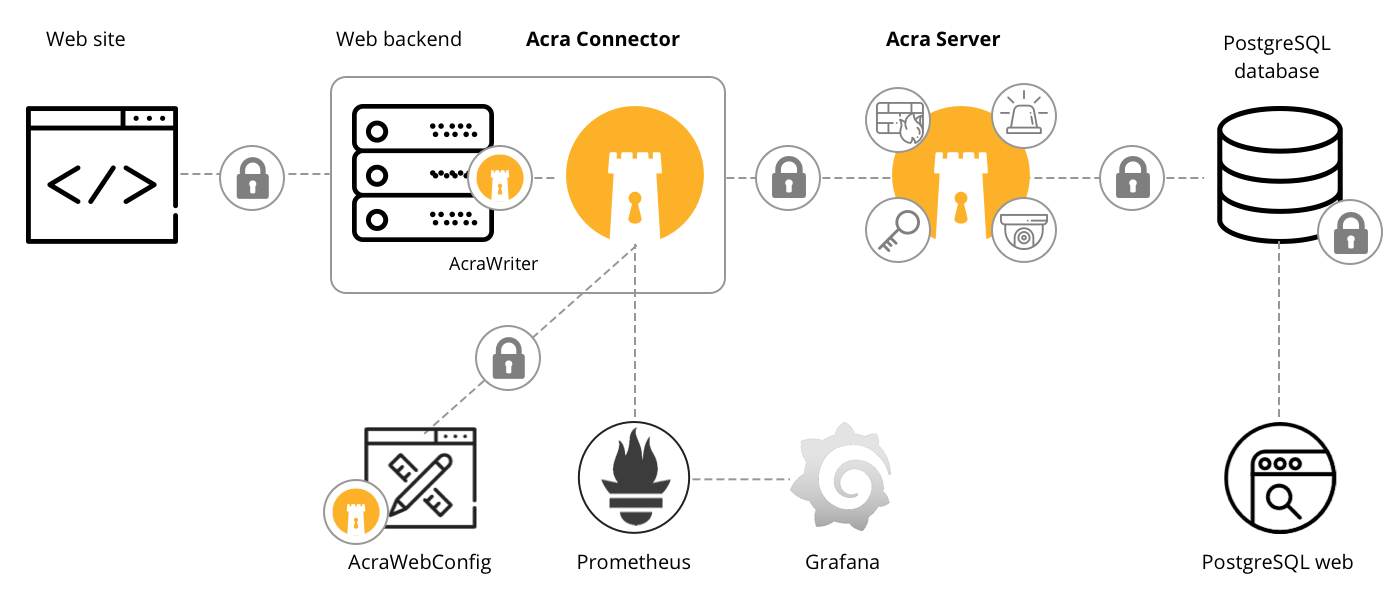 Web site
Web backend
Acra Connector
Acra Server
PostgreSQL
database
AcraWriter
AcraWebConfig
Prometheus
Grafana
PostgreSQL web